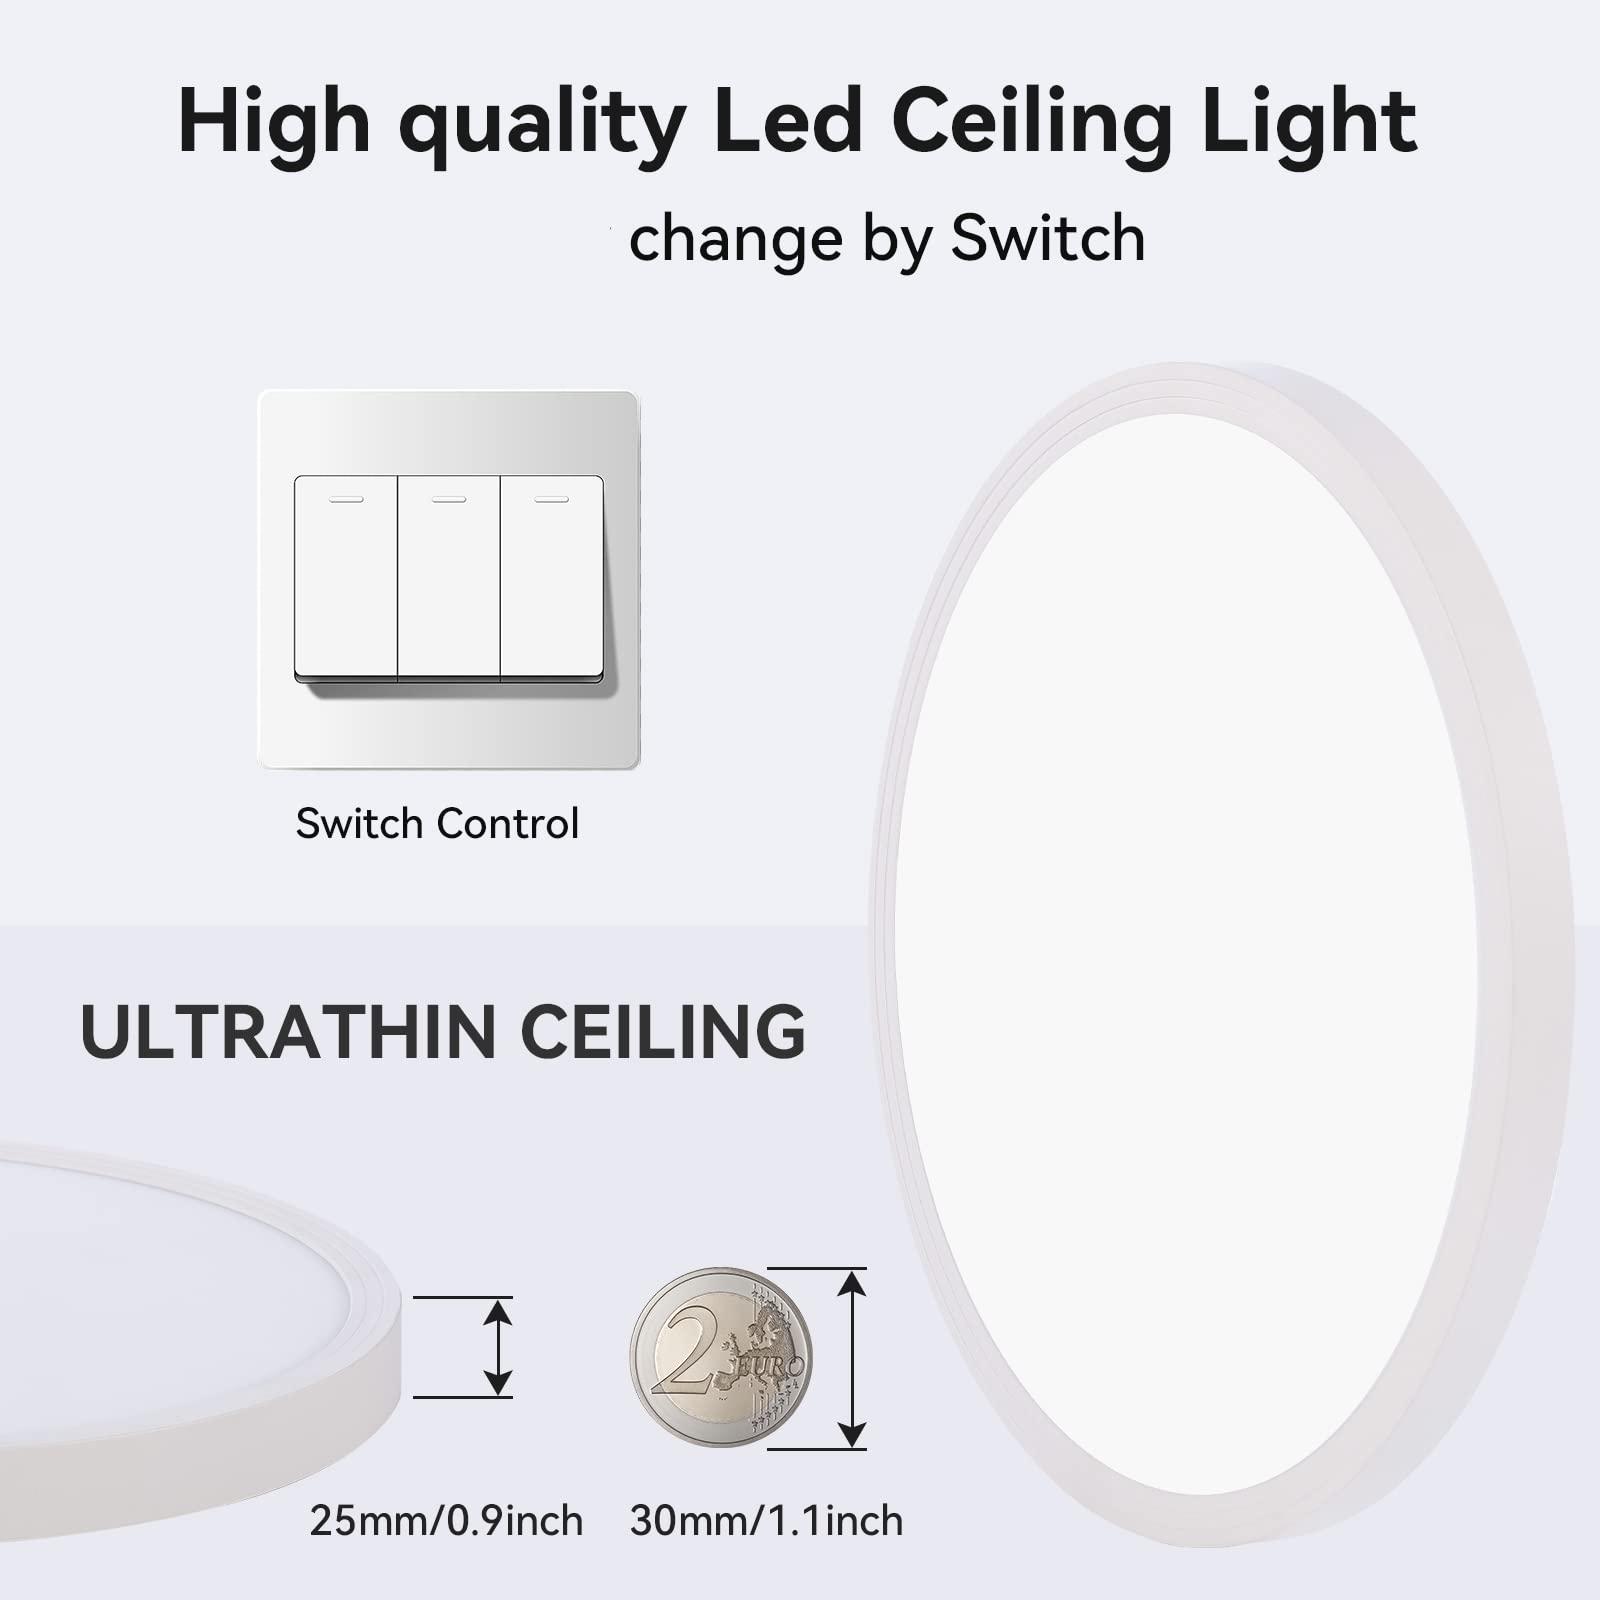 High quality Led Ceiling Light
change by Switch
Switch Control
ULTRATHIN CEILING
2 EURO
25mm/0.9inch
30mm/1.1inch